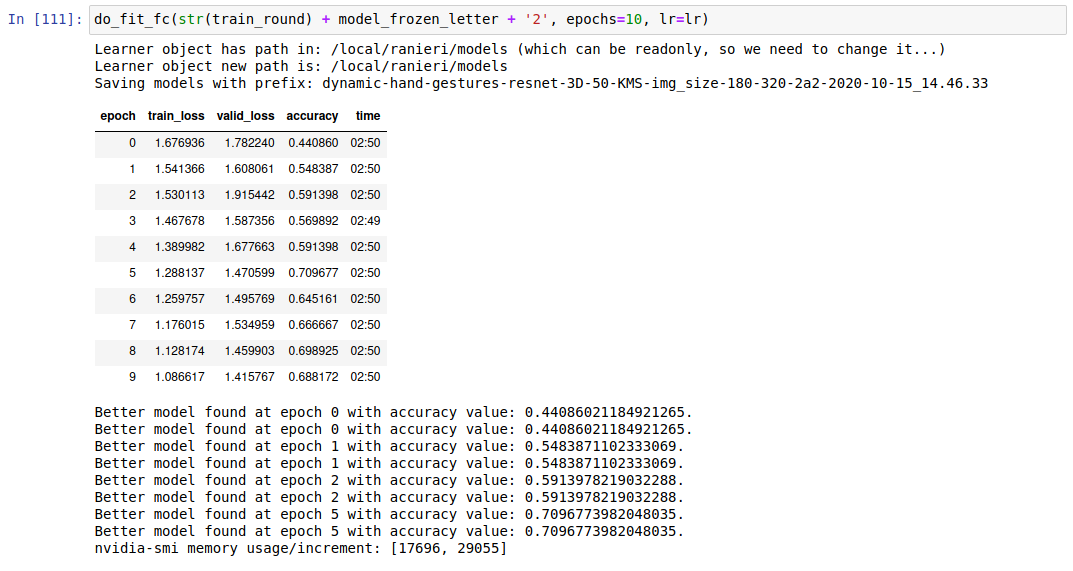 In [111]: do_fit_fc(str(train_round) + model_frozen_letter + '2', epochs=10, lr=lr)
Learner object has path in: /local/ranieri/models (which can be readonly, so we need to change it...)
Learner object new path is: /local/ranieri/models
Saving models with prefix: dynamic-hand-gestures-resnet-3D-50-KMS-img_size-180-320-2a2-2020-10-15_14.46.33
epoch train_loss valid_loss accuracy time
0 1.676936 1.782240 0.440860 02:50
1 1.541366 1.608061 0.548387 02:50
2 1.530113 1.915442 0.591398 02:50
3 1.467678 1.587356 0.569892 02:49
4 1.389982 1.677663 0.591398 02:50
5 1.288137 1.470599 0.709677 02:50
6 1.259757 1.495769 0.645161 02:50
7 1.176015 1.534959 0.666667 02:50
8 1.128174 1.459903 0.698925 02:50
9 1.086617 1.415767 0.688172 02:50
Better model found at epoch 0 with accuracy value: 0.44086021184921265.
Better model found at epoch 0 with accuracy value: 0.44086021184921265.
Better model found at epoch 1 with accuracy value: 0.5483871102333069.
Better model found at epoch 1 with accuracy value: 0.5483871102333069.
Better model found at epoch 2 with accuracy value: 0.5913978219032288.
Better model found at epoch 2 with accuracy value: 0.5913978219032288.
Better model found at epoch 5 with accuracy value: 0.7096773982048035.
Better model found at epoch 5 with accuracy value: 0.7096773982048035.
nvidia-smi memory usage/increment: [17696, 29055]